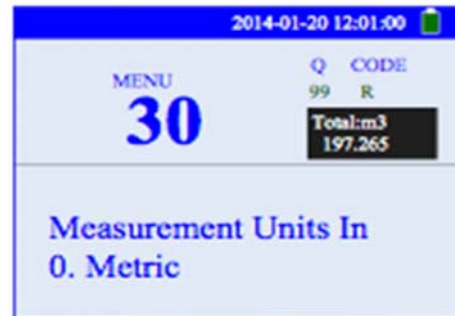 2014-01-20 12:01:00
MENU
30
Q CODE
99 R
Total:m3
197.265
Measurement Units In
0. Metric